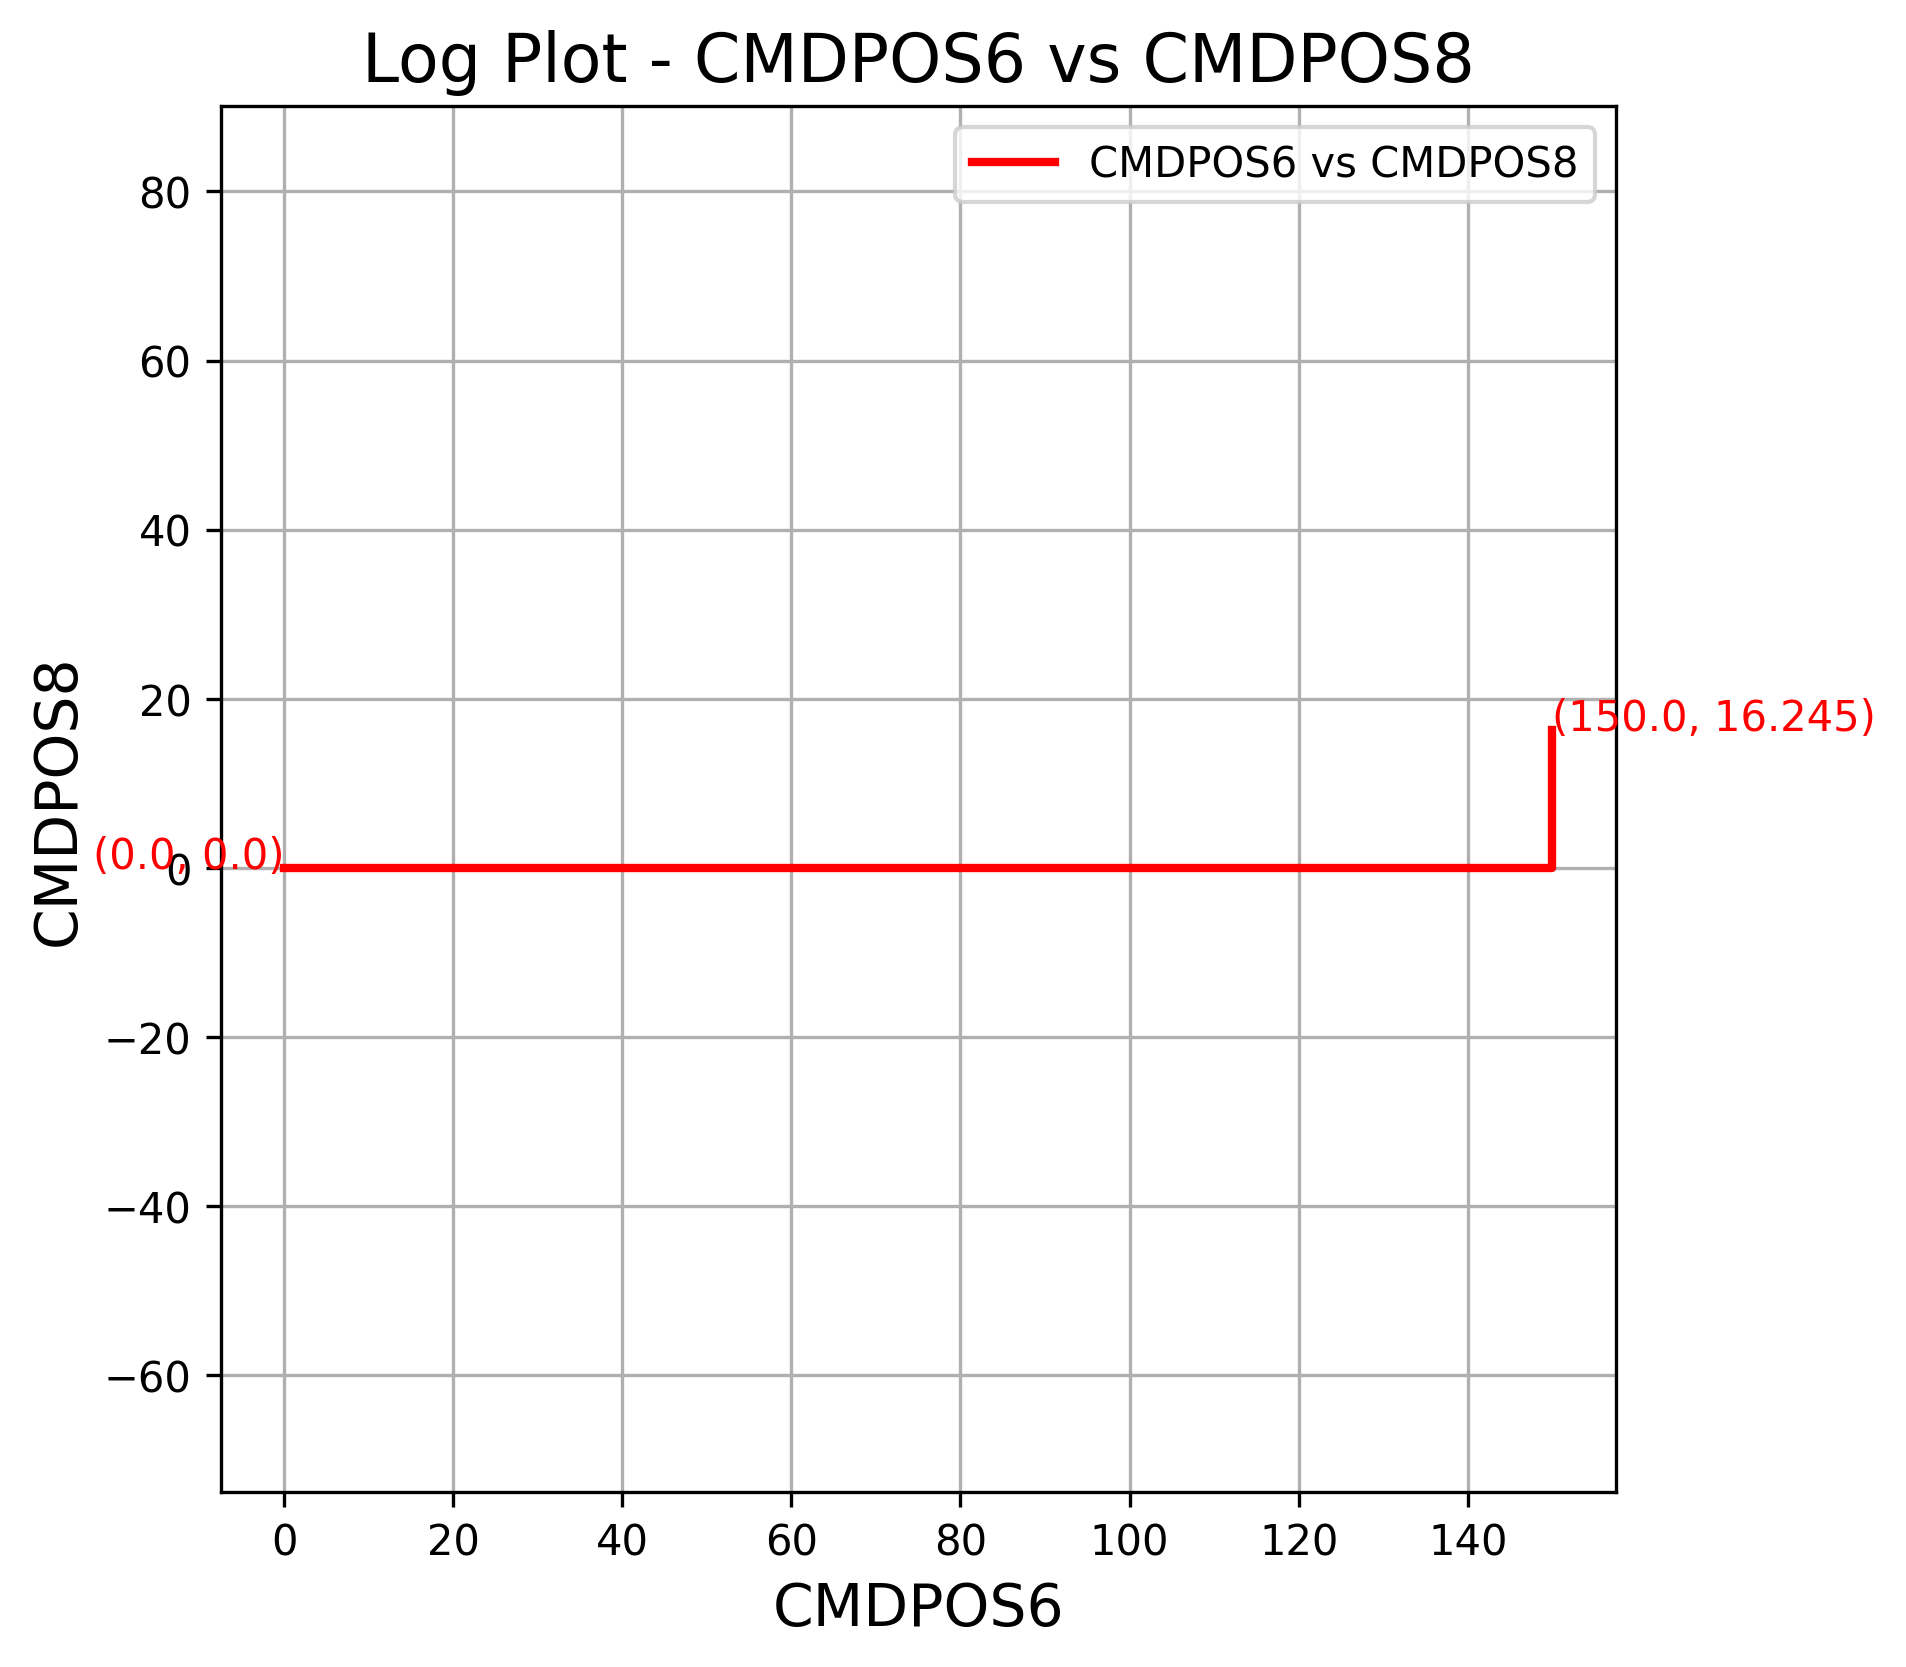 Log Plot - CMDPOS6 vs CMDPOS8
CMDPOS6 vs CMDPOS8
80
60
40
20
(150.0, 16.245)
(0.0, 0.0)
0
−20
−40
−60
CMDPOS8
0 20 40 60 80 100 120 140
CMDPOS6